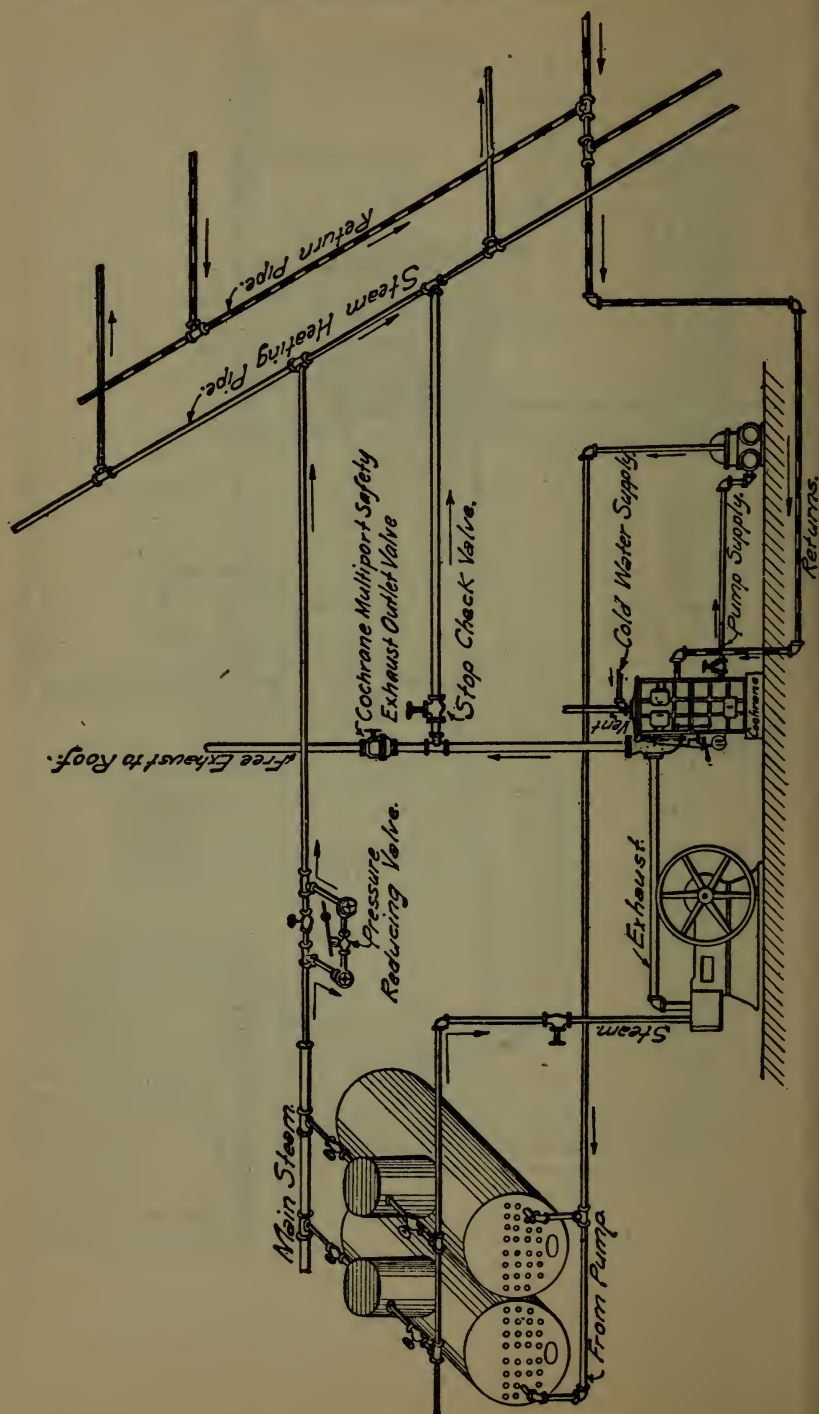 Return Pipe.
Steam Heating Pipe.
Free Exhaust to Roof.
Cochrane Multiport Safety
Exhaust Outlet Valve
Stop Check Valve.
Pressure
Reducing Valve.
Main Steam.
Cold Water Supply.
Vent
Pump Supply.
Cochrane
Returns.
Exhaust.
Steam
From Pump